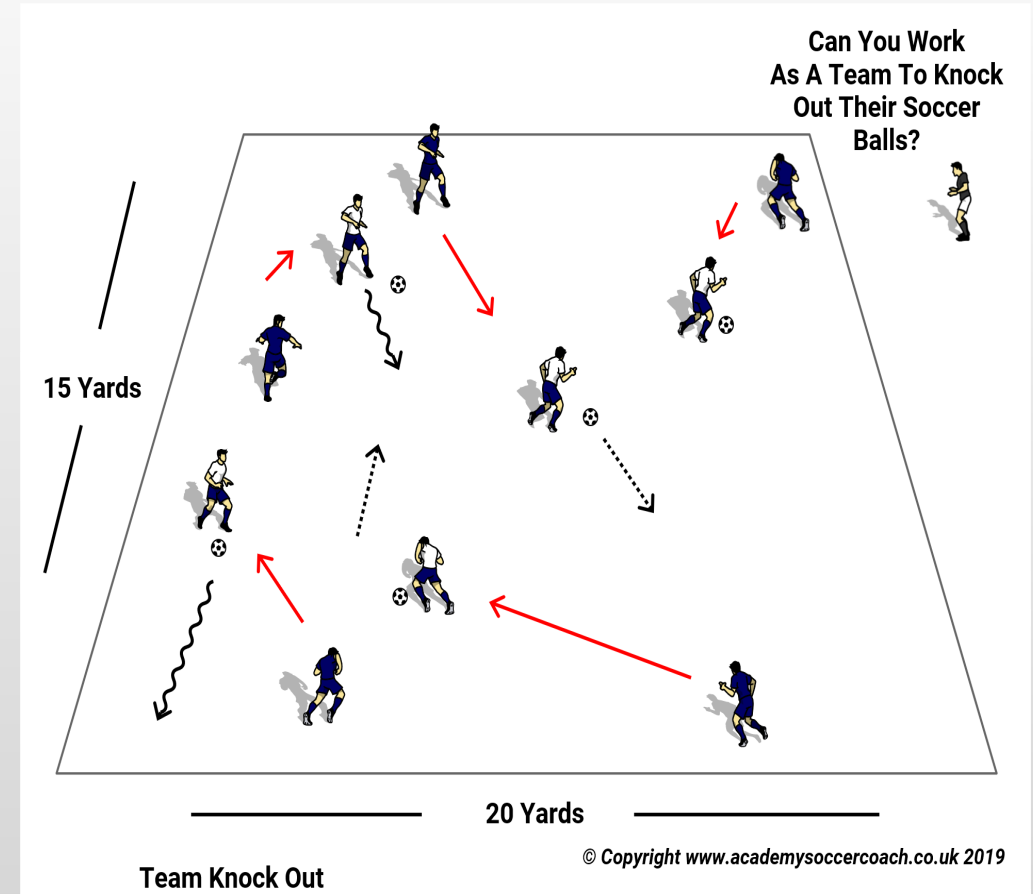 Can You Work
As A Team To Knock
Out Their Soccer
Balls?
15 Yards
20 Yards
© Copyright www.academysoccercoach.co.uk 2019
Team Knock Out